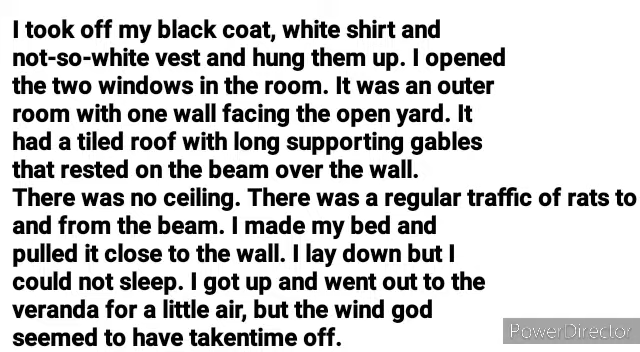 I took off my black coat, white shirt and
not-so-white vest and hung them up. I opened
the two windows in the room. It was an outer
room with one wall facing the open yard. It
had a tiled roof with long supporting gables
that rested on the beam over the wall.
There was no ceiling. There was a regular traffic of rats to
and from the beam. I made my bed and
pulled it close to the wall. I lay down but I
could not sleep. I got up and went out to the
veranda for a little air, but the wind god
seemed to have takentime off.
PowerDirector